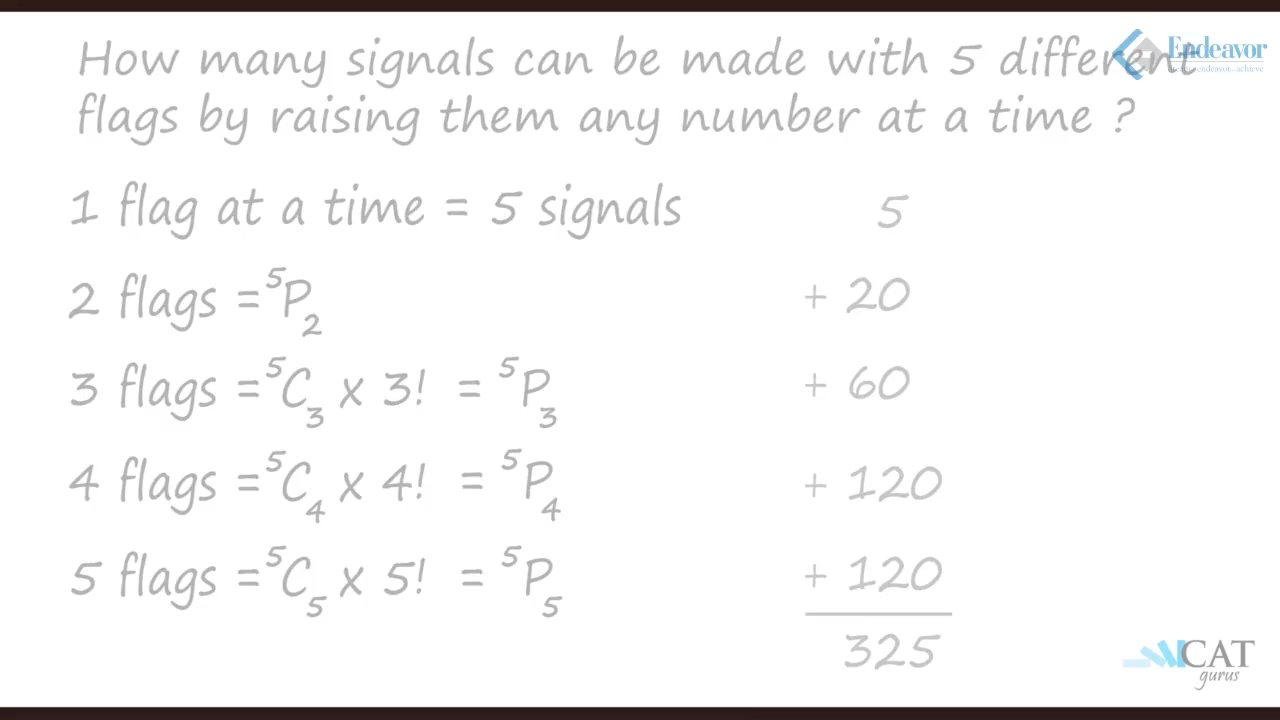 How many signals can be made with 5 different
flags by raising them any number at a time ?
Endeavor
1 flag at a time = 5 signals 5
2 flags = ⁵P₂ + 20
3 flags = ⁵C₃ x 3! = ⁵P₃ + 60
4 flags = ⁵C₄ x 4! = ⁵P₄ + 120
5 flags = ⁵C₅ x 5! = ⁵P₅ + 120
325
CAT
gurus